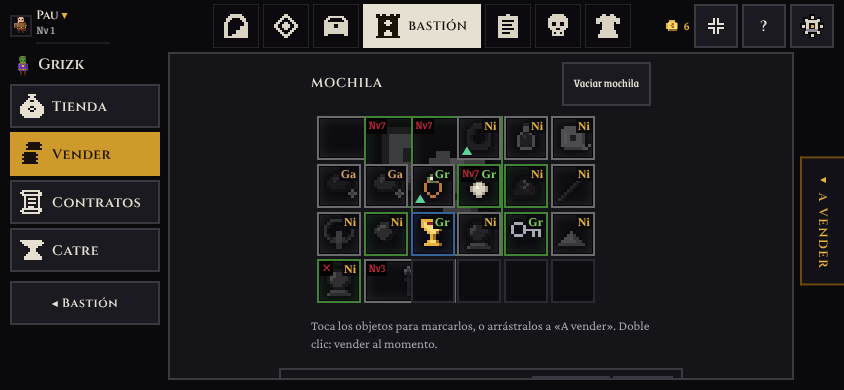 PAU ▼
Nv 1
BASTIÓN
6
?
GRIZK
TIENDA
VENDER
CONTRATOS
CATRE
◂ BASTIÓN
MOCHILA
Vaciar mochila
Nv7 Nv7 Ni Ni Ni
Ga Ga Gr Nv7 Gr Ni Ni
Ni Ni Gr Ni Gr Ni
× Ni Nv3
Toca los objetos para marcarlos, o arrástralos a «A vender». Doble
clic: vender al momento.
◂ A VENDER